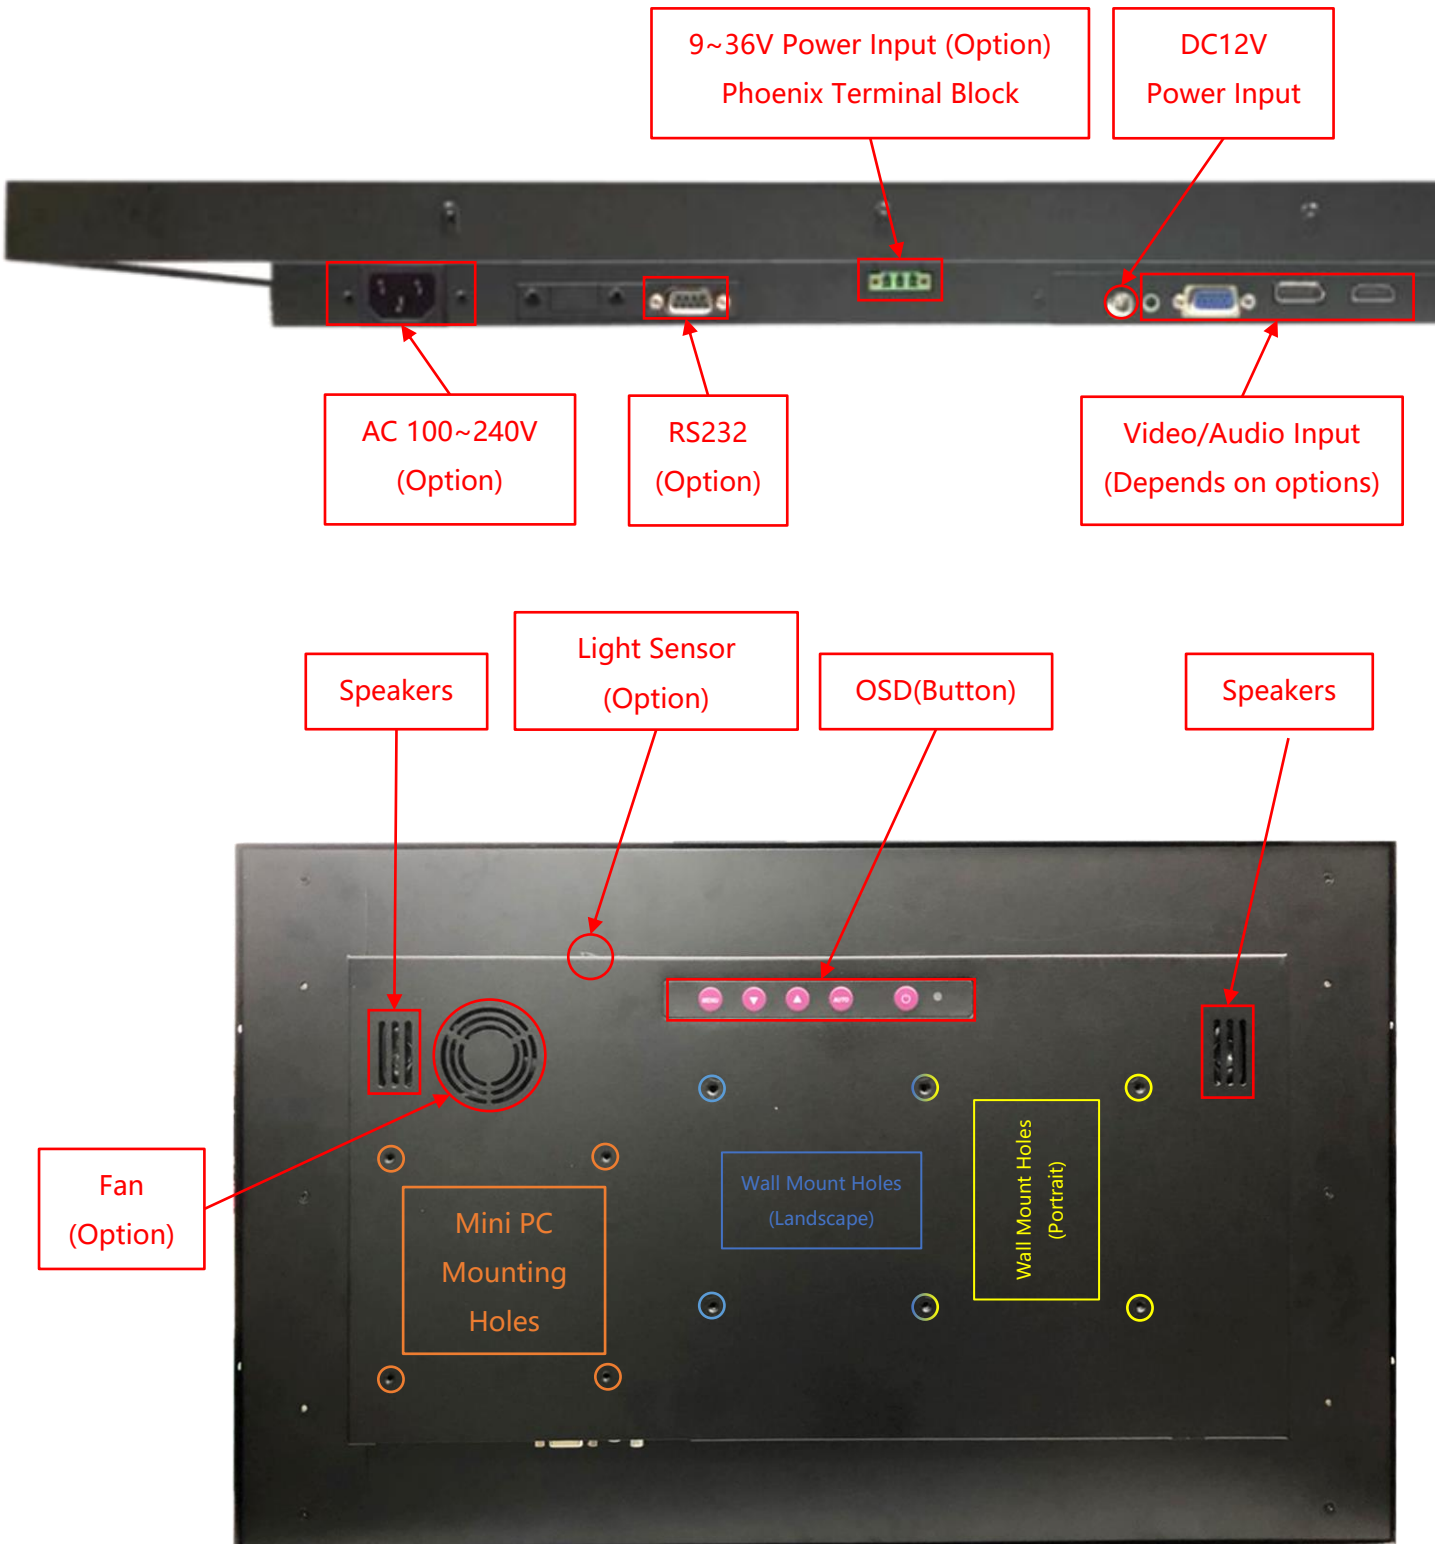 9~36V Power Input (Option)
Phoenix Terminal Block
DC12V
Power Input
AC 100~240V
(Option)
RS232
(Option)
Video/Audio Input
(Depends on options)
Speakers
Light Sensor
(Option)
OSD(Button)
Speakers
MENU
AUTO
Fan
(Option)
Mini PC
Mounting
Holes
Wall Mount Holes
(Landscape)
Wall Mount Holes
(Portrait)